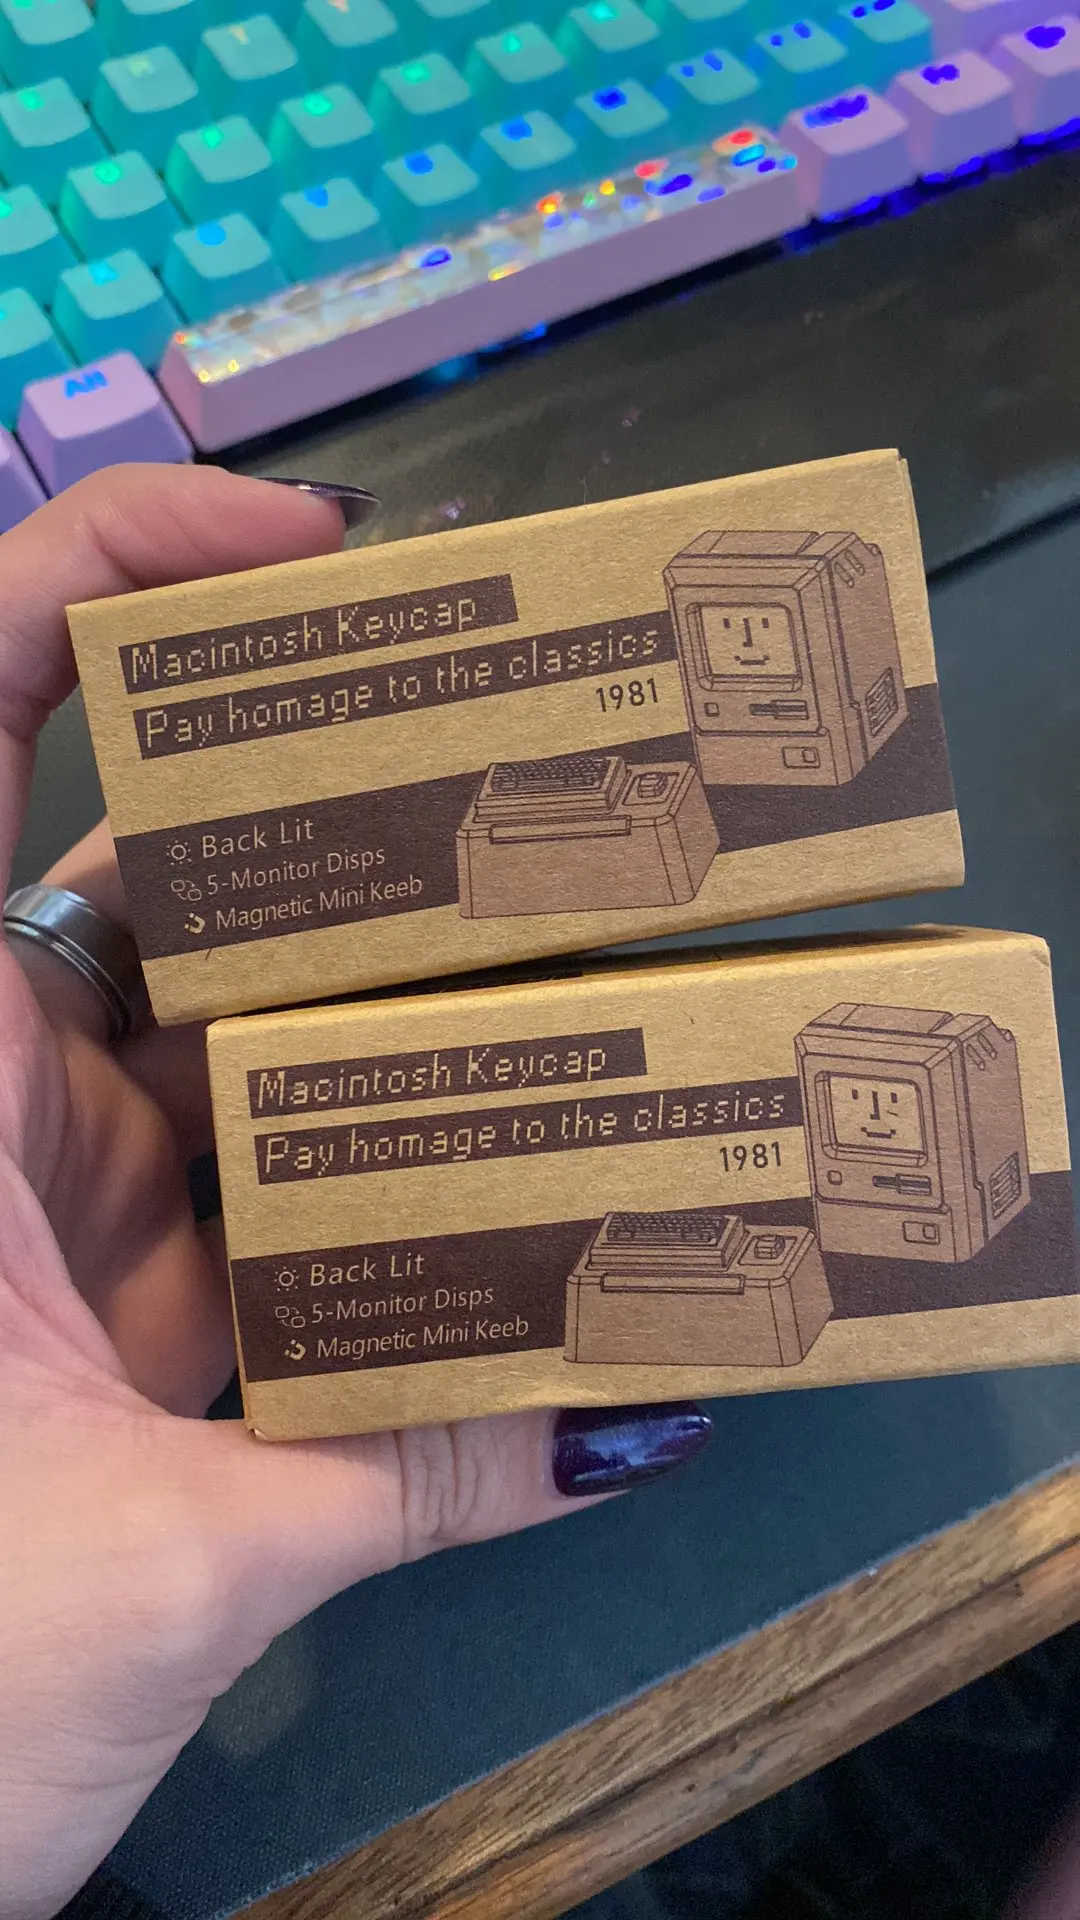 Alt
Macintosh Keycap
Pay homage to the classics
1981
Back Lit
5-Monitor Disps
Magnetic Mini Keeb
Macintosh Keycap
Pay homage to the classics
1981
Back Lit
5-Monitor Disps
Magnetic Mini Keeb